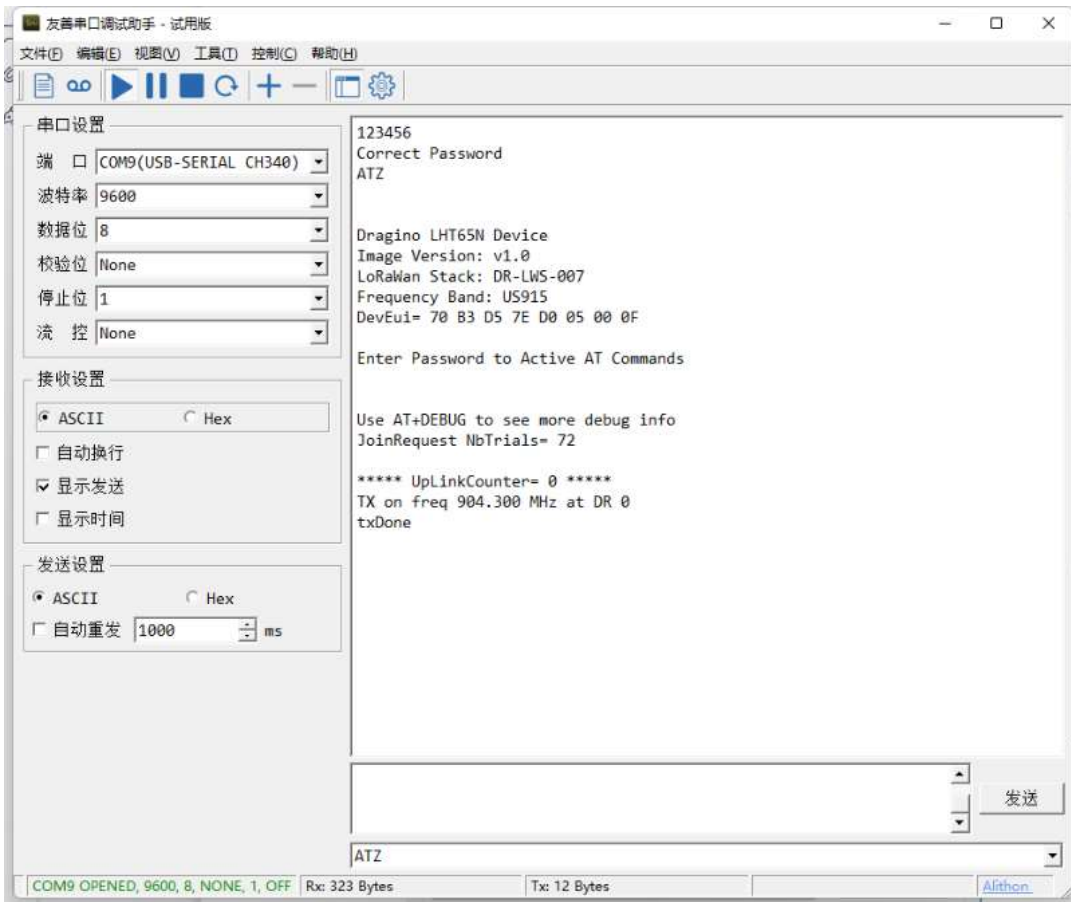 友善串口调试助手 - 试用版
文件(F) 编辑(E) 视图(V) 工具(T) 控制(C) 帮助(H)
串口设置
端 口 COM9(USB-SERIAL CH340)
波特率 9600
数据位 8
校验位 None
停止位 1
流 控 None
接收设置
ASCII Hex
自动换行
显示发送
显示时间
发送设置
ASCII Hex
自动重发 1000 ms
123456
Correct Password
ATZ
Dragino LHT65N Device
Image Version: v1.0
LoRaWan Stack: DR-LWS-007
Frequency Band: US915
DevEui= 70 B3 D5 7E D0 05 00 0F
Enter Password to Active AT Commands
Use AT+DEBUG to see more debug info
JoinRequest NbTrials= 72
***** UpLinkCounter= 0 *****
TX on freq 904.300 MHz at DR 0
txDone
发送
ATZ
COM9 OPENED, 9600, 8, NONE, 1, OFF Rx: 323 Bytes Tx: 12 Bytes Alithon